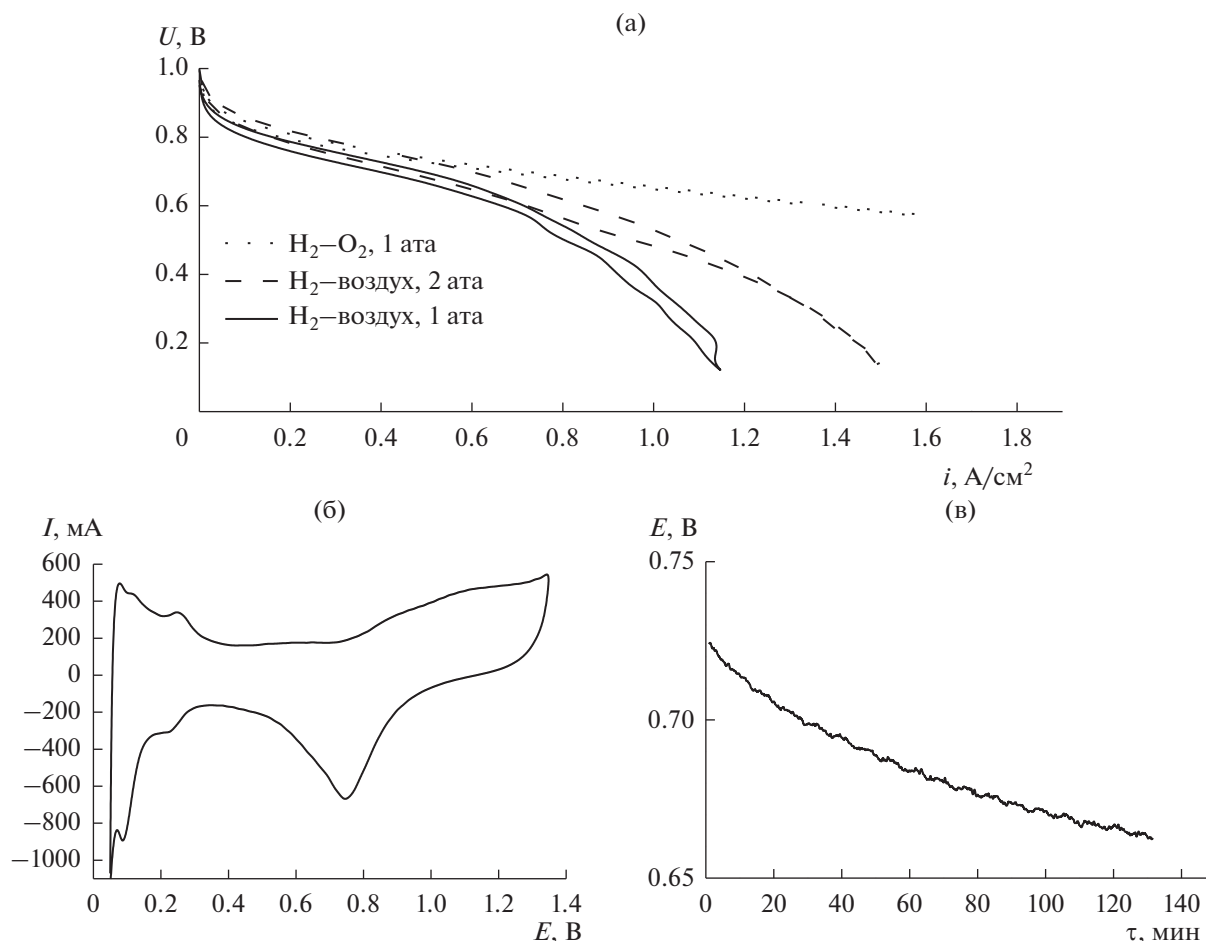 (а)
U, В
1.0
0.8
0.6
0.4
0.2
H₂–O₂, 1 ата
H₂–воздух, 2 ата
H₂–воздух, 1 ата
0 0.2 0.4 0.6 0.8 1.0 1.2 1.4 1.6 1.8
i, А/см²
(б)
I, мА
600
400
200
0
−200
−400
−600
−800
−1000
0 0.2 0.4 0.6 0.8 1.0 1.2 1.4
E, В
(в)
E, В
0.75
0.70
0.65
0 20 40 60 80 100 120 140
τ, мин